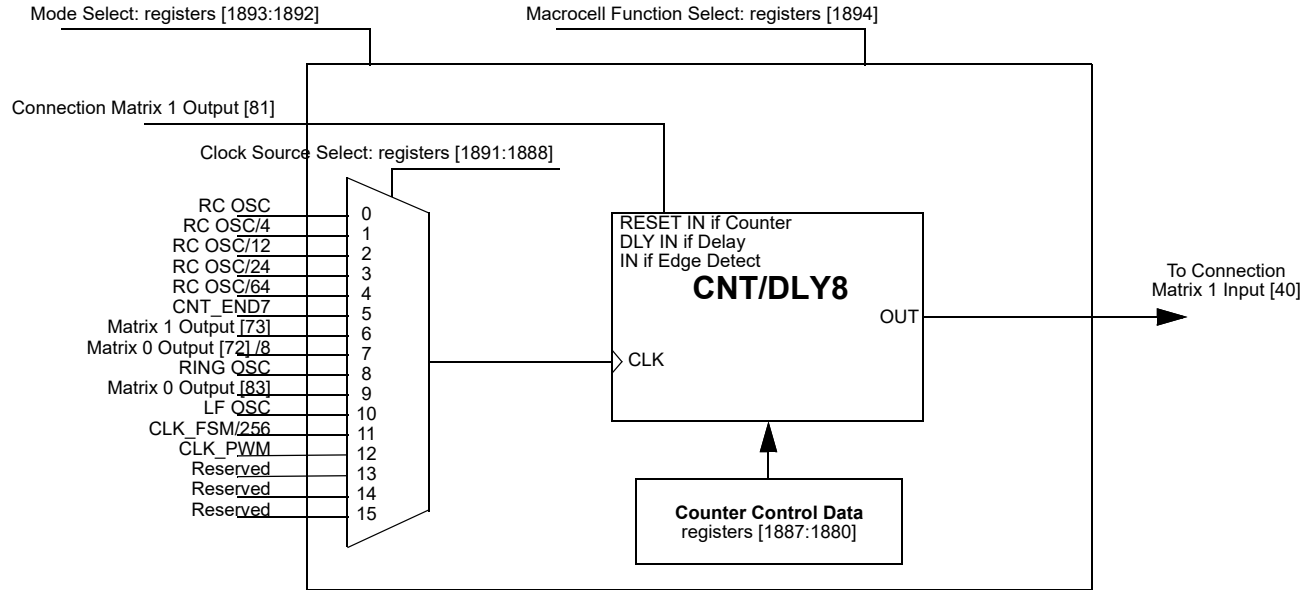 Mode Select: registers [1893:1892]
Macrocell Function Select: registers [1894]
Connection Matrix 1 Output [81]
Clock Source Select: registers [1891:1888]
RC OSC
RC OSC/4
RC OSC/12
RC OSC/24
RC OSC/64
CNT_END7
Matrix 1 Output [73]
Matrix 0 Output [72] /8
RING OSC
Matrix 0 Output [83]
LF OSC
CLK_FSM/256
CLK_PWM
Reserved
Reserved
Reserved
0
1
2
3
4
5
6
7
8
9
10
11
12
13
14
15
RESET IN if Counter
DLY IN if Delay
IN if Edge Detect
CNT/DLY8
OUT
CLK
To Connection
Matrix 1 Input [40]
Counter Control Data
registers [1887:1880]